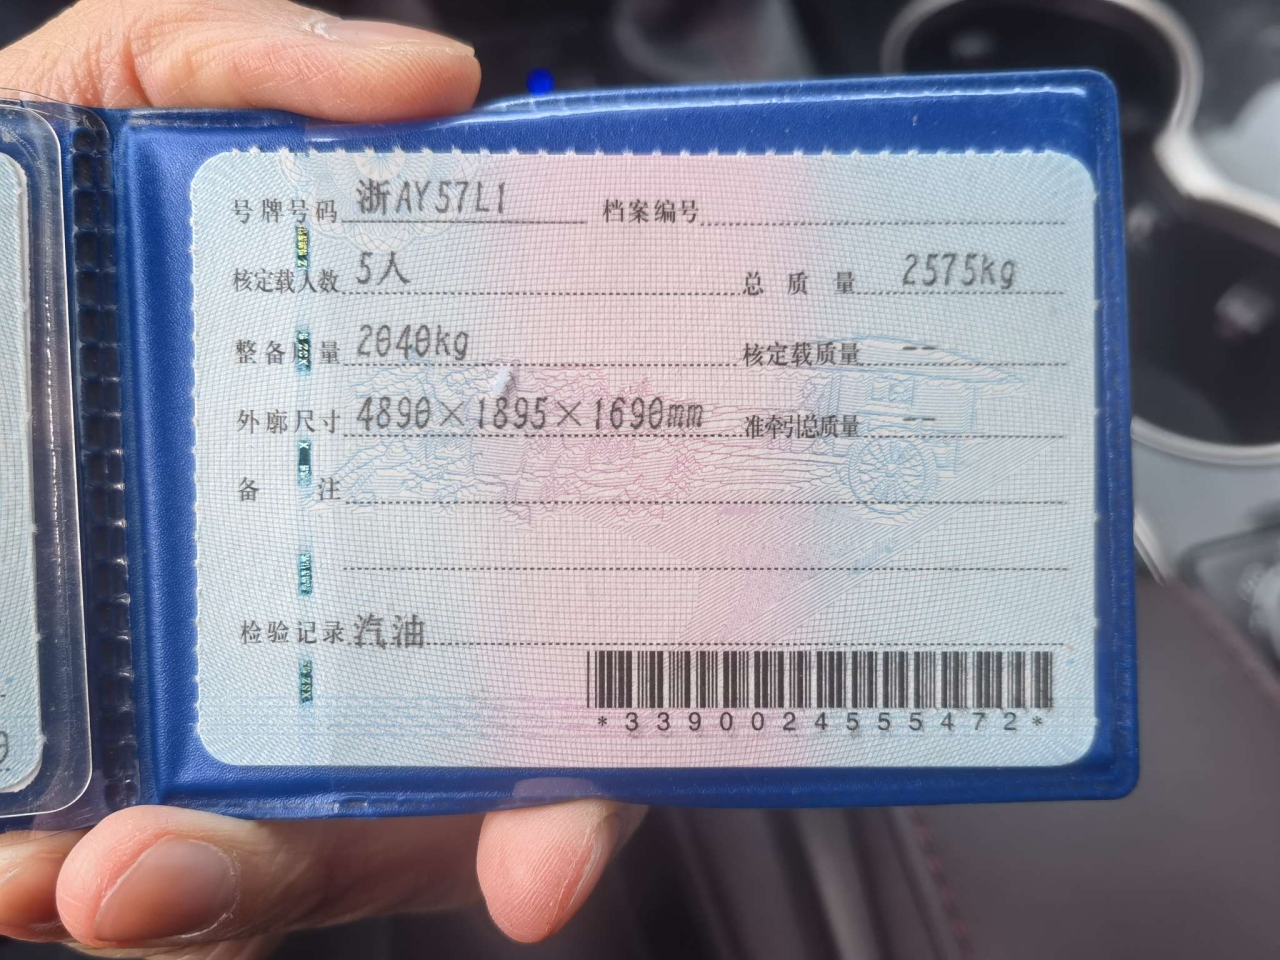 号牌号码 浙AY57L1 档案编号
核定载人数 5人 总质量 2575kg
整备质量 2040kg 核定载质量 --
外廓尺寸 4890×1895×1690mm 准牵引总质量 --
备注
检验记录 汽油
*3390024555472*